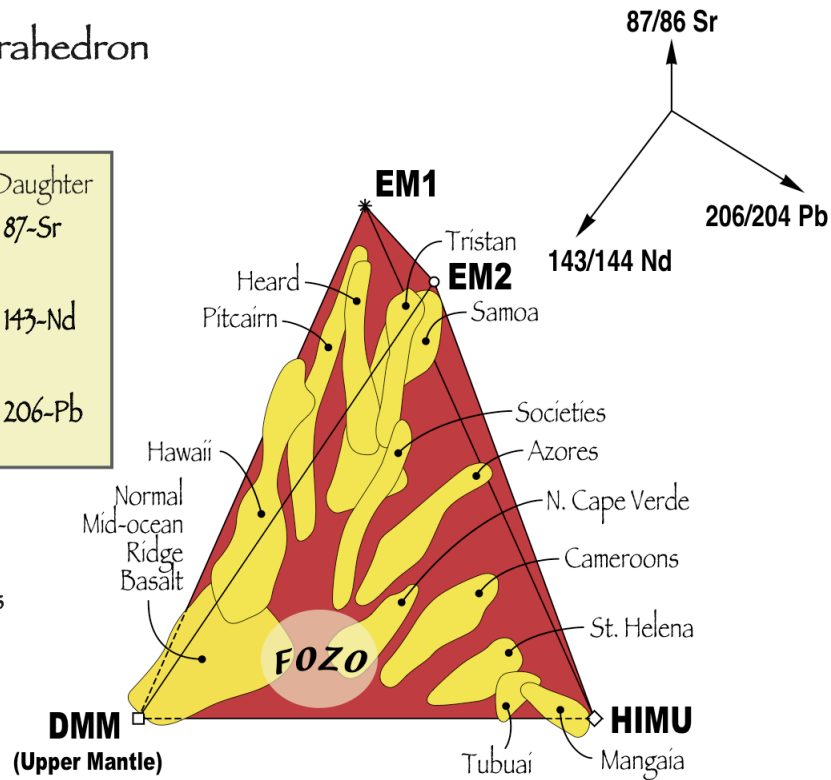 rahedron
87/86 Sr
206/204 Pb
143/144 Nd
Daughter
87-Sr
143-Nd
206-Pb
EM1
Tristan
EM2
Heard
Samoa
Pitcairn
Societies
Hawaii
Azores
Normal
Mid-ocean
Ridge
Basalt
N. Cape Verde
Cameroons
s
St. Helena
FOZO
DMM
(Upper Mantle)
HIMU
Tubuai
Mangaia